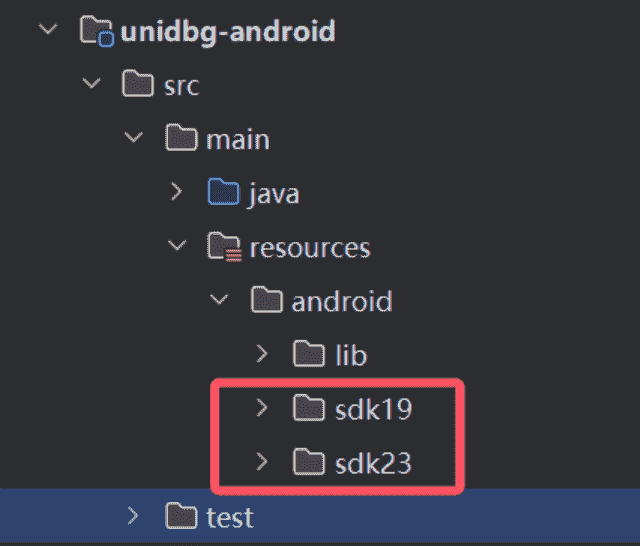 unidbg-android
src
main
java
resources
android
lib
sdk19
sdk23
test